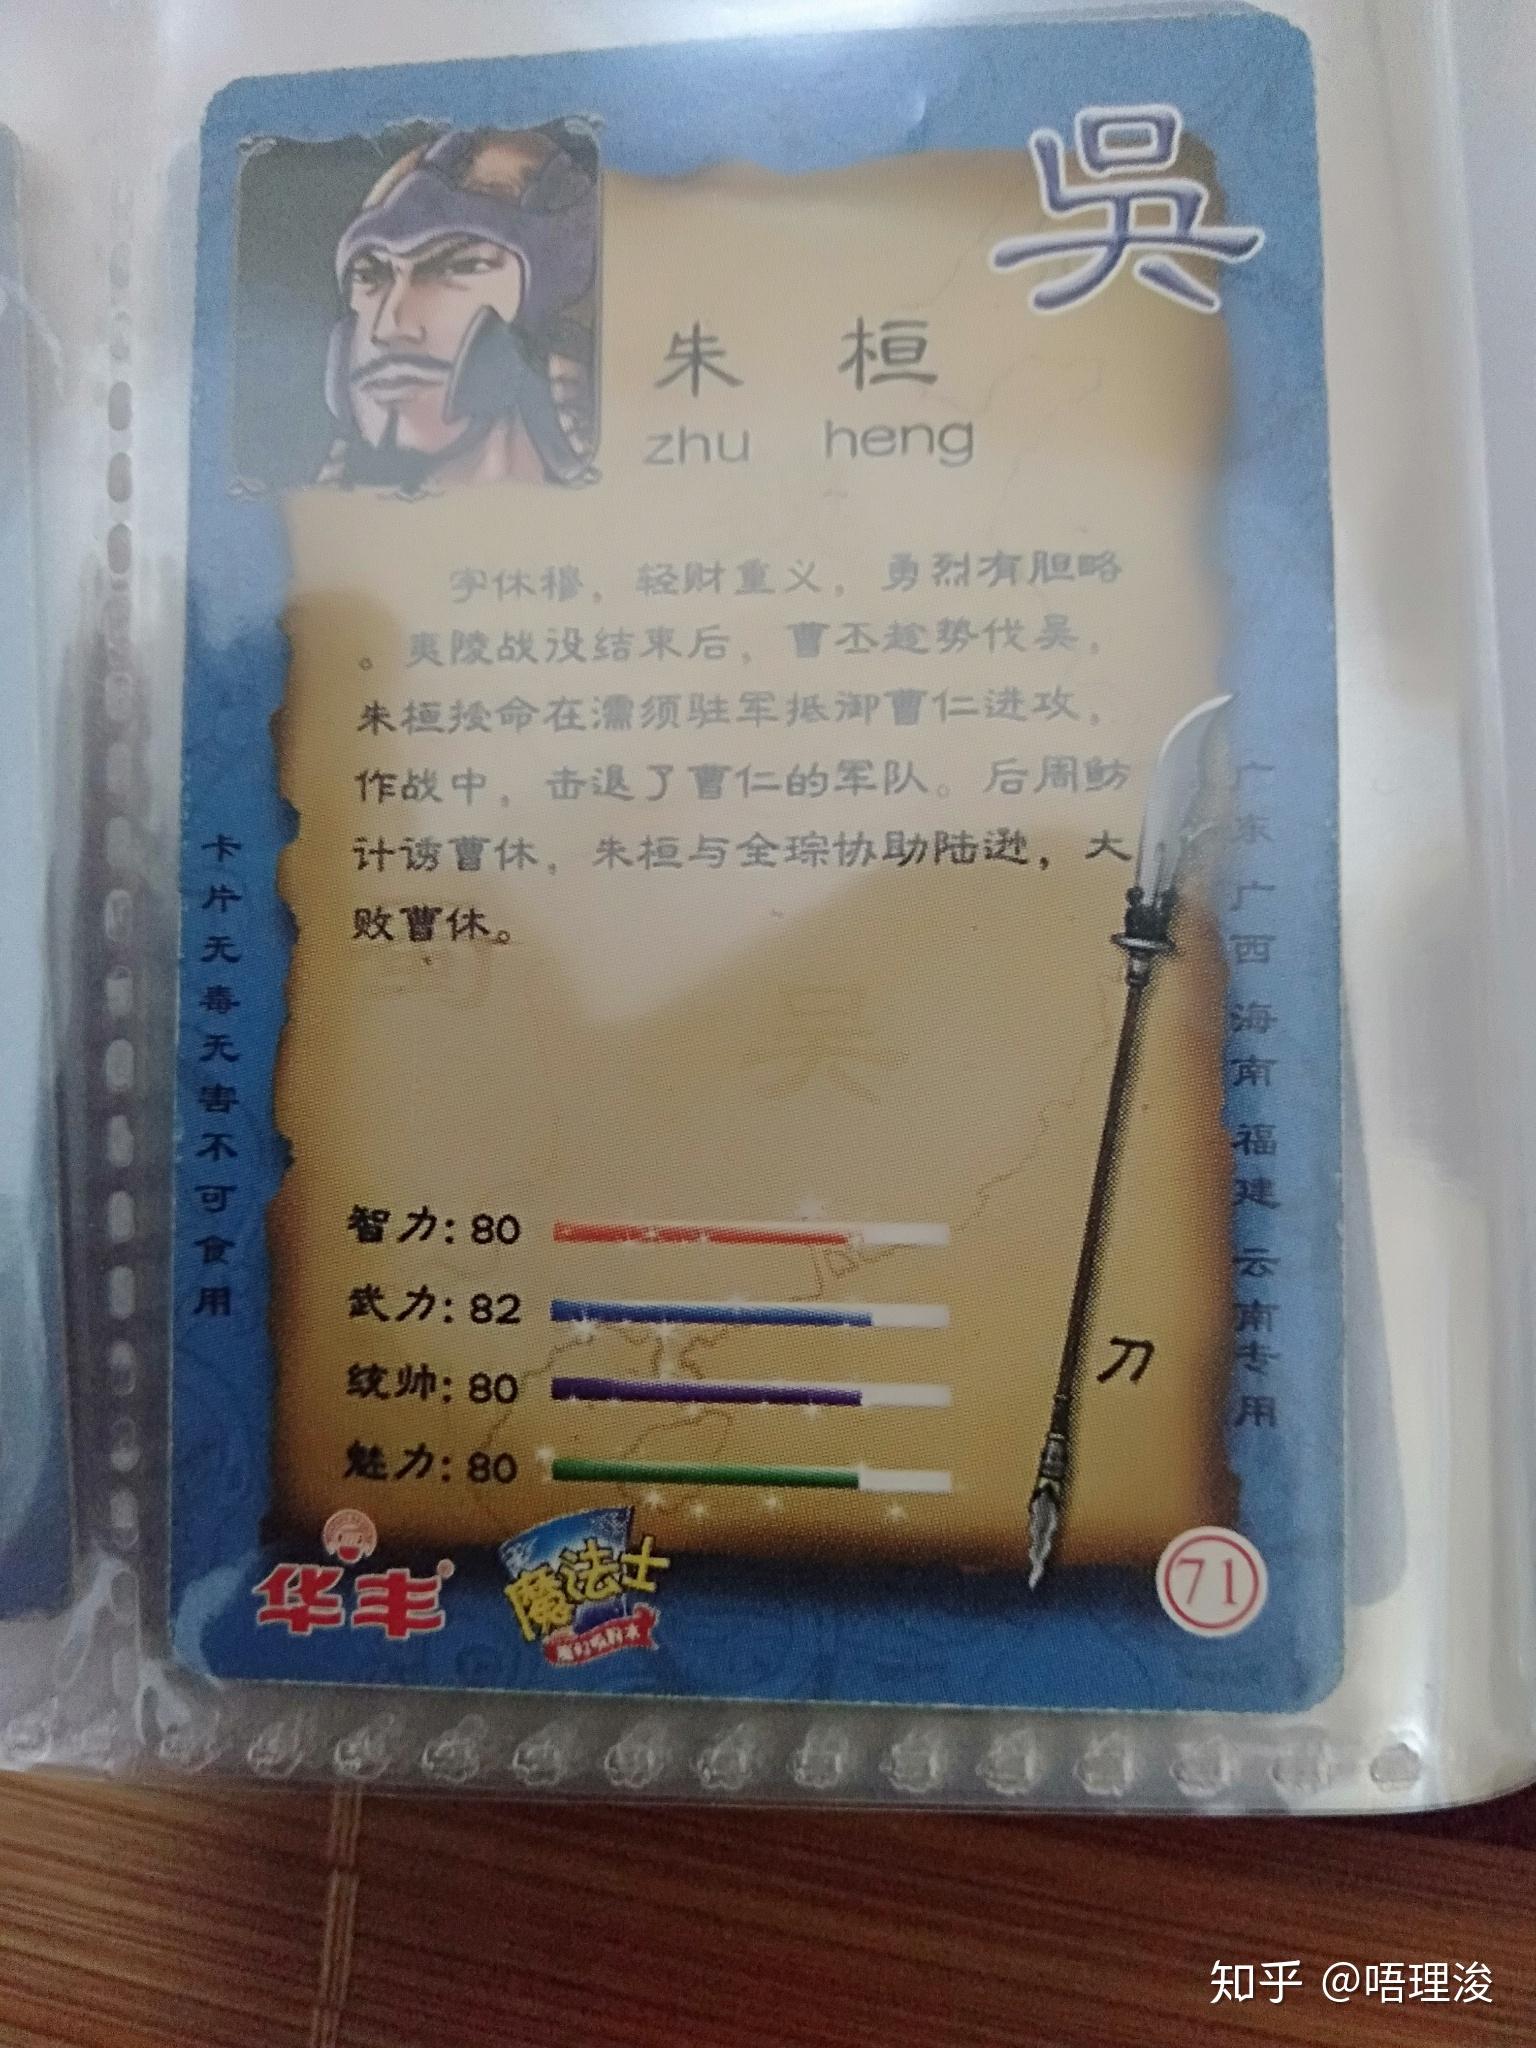 吳
朱 桓
zhu heng
字休穆，轻财重义，勇烈有胆略
。夷陵战役结束后，曹丕趁势伐吴，
朱桓授命在濡须驻军抵御曹仁进攻，
作战中，击退了曹仁的军队。后周鲂
计诱曹休，朱桓与全琮协助陆逊，大
败曹休。
吴
智力：80
武力：82
统帅：80
魅力：80
刀
卡片无毒无害不可食用
广东 广西 海南 福建 云南专用
华丰
魔法士
71
知乎 @唔理浚